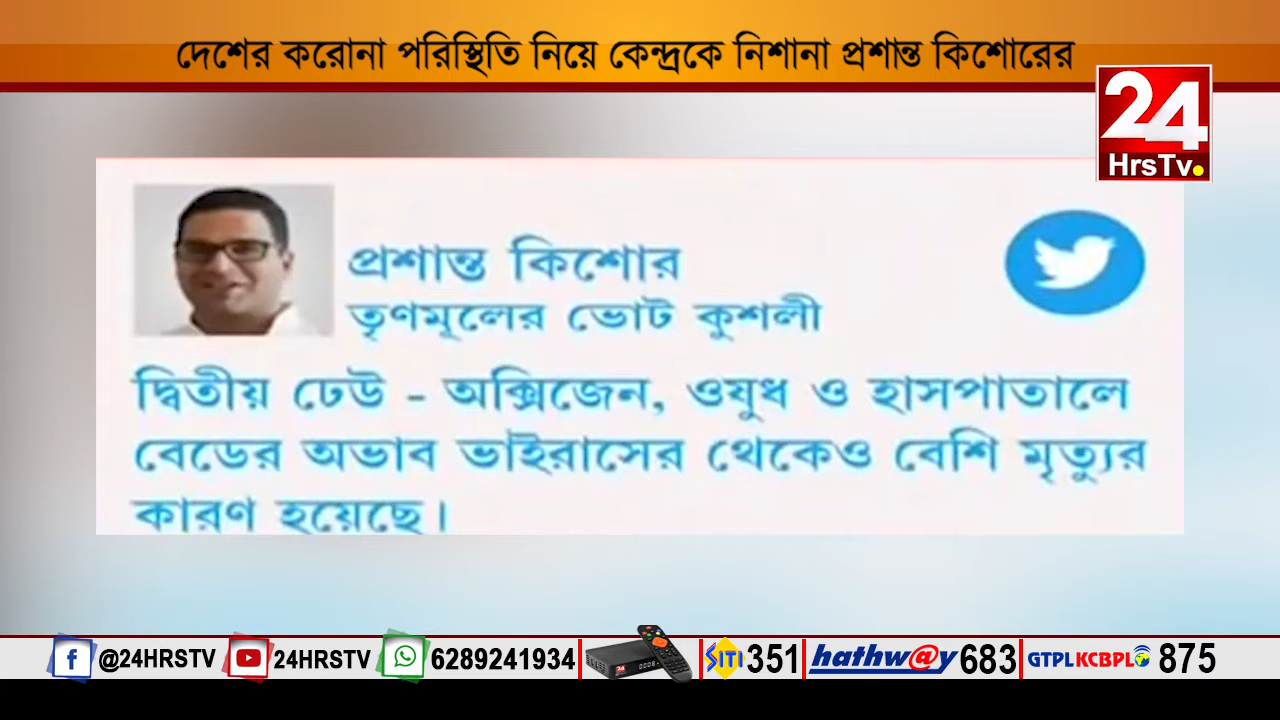 দেশের করোনা পরিস্থিতি নিয়ে কেন্দ্রকে নিশানা প্রশান্ত কিশোরের
24
HrsTv.
প্রশান্ত কিশোর
তৃণমূলের ভোট কুশলী
দ্বিতীয় ঢেউ - অক্সিজেন, ওষুধ ও হাসপাতালে
বেডের অভাব ভাইরাসের থেকেও বেশি মৃত্যুর
কারণ হয়েছে।
@24HRSTV 24HRSTV 6289241934 SITI 351 hathw@y 683 GTPL KCBPL 875